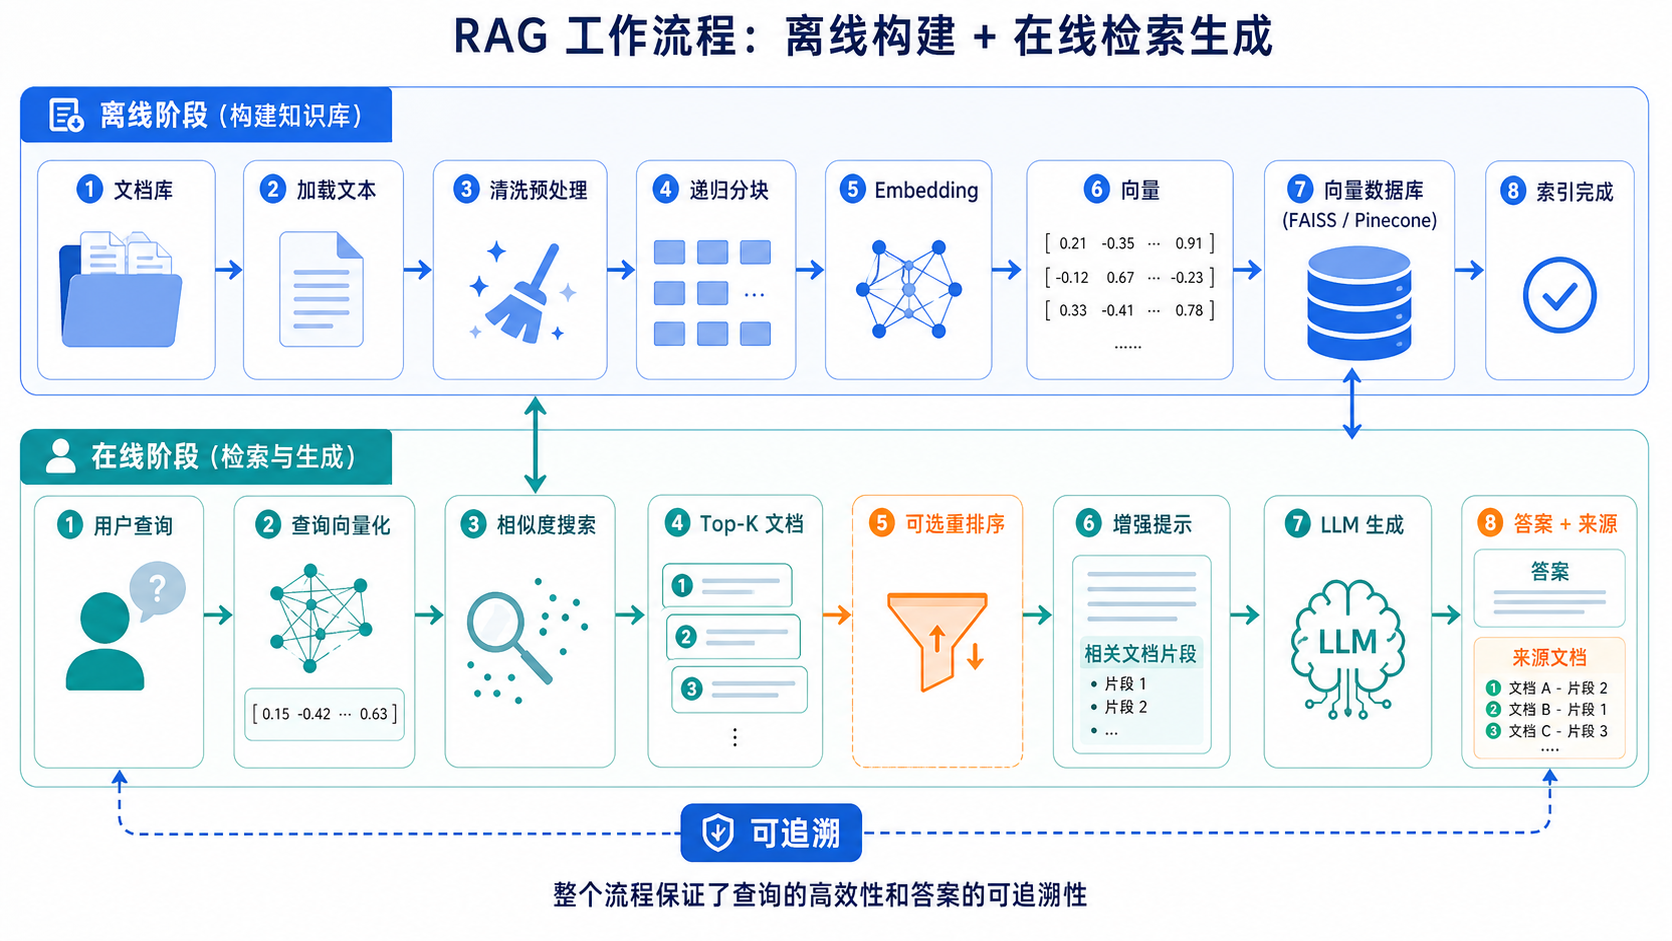 RAG 工作流程：离线构建 + 在线检索生成
离线阶段（构建知识库）
1 文档库
2 加载文本
3 清洗预处理
4 递归分块
...
5 Embedding
6 向量
[ 0.21 -0.35 ... 0.91 ]
[ -0.12 0.67 ... -0.23 ]
[ 0.33 -0.41 ... 0.78 ]
......
7 向量数据库
(FAISS / Pinecone)
8 索引完成
在线阶段（检索与生成）
1 用户查询
?
2 查询向量化
[ 0.15 -0.42 ... 0.63 ]
3 相似度搜索
4 Top-K 文档
1
2
3
⋮
5 可选重排序
6 增强提示
相关文档片段
• 片段 1
• 片段 2
• ...
7 LLM 生成
LLM
8 答案 + 来源
答案
来源文档
1 文档 A - 片段 2
2 文档 B - 片段 1
3 文档 C - 片段 3
....
可追溯
整个流程保证了查询的高效性和答案的可追溯性